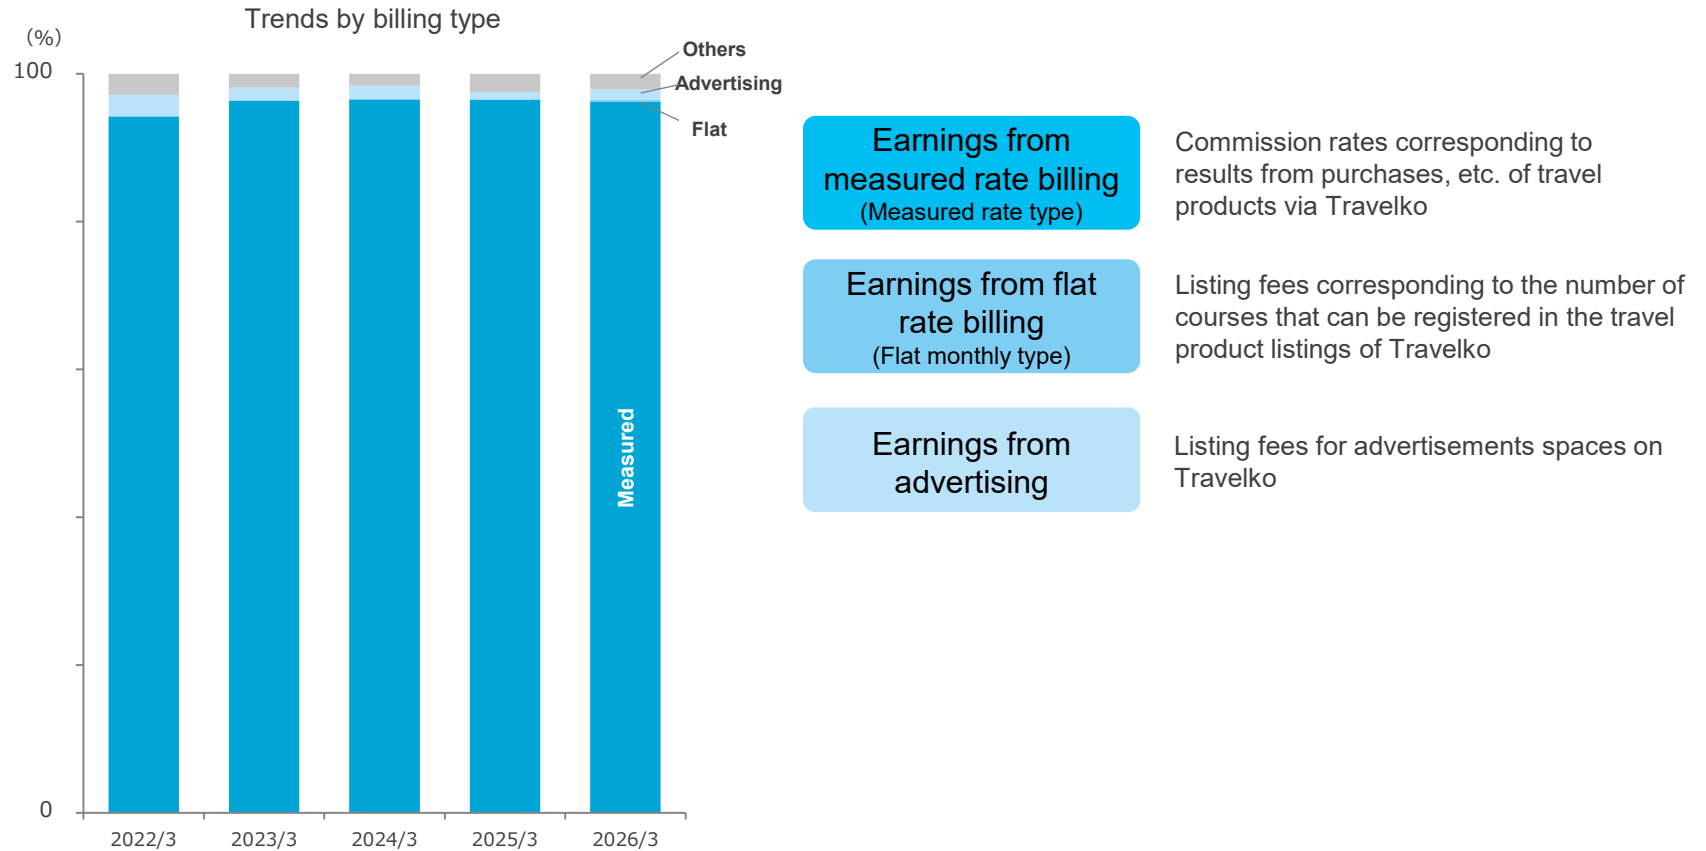 Trends by billing type
(%)
100
0
Others
Advertising
Flat
Measured
2022/3
2023/3
2024/3
2025/3
2026/3
Earnings from
measured rate billing
(Measured rate type)
Commission rates corresponding to
results from purchases, etc. of travel
products via Travelko
Earnings from flat
rate billing
(Flat monthly type)
Listing fees corresponding to the number of
courses that can be registered in the travel
product listings of Travelko
Earnings from
advertising
Listing fees for advertisements spaces on
Travelko